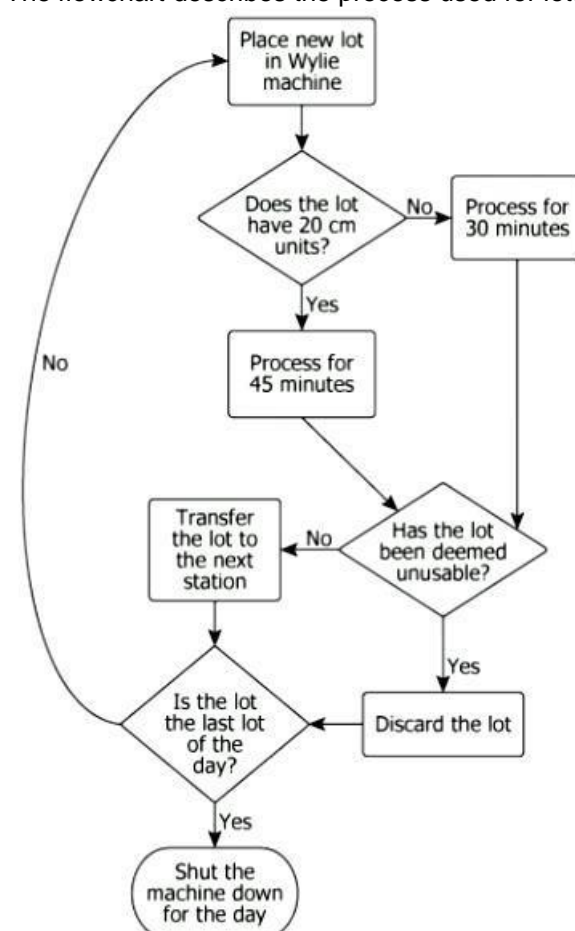 The flowchart describes the process used for lot
Place new lot
in Wylie
machine
Does the lot
have 20 cm
units?
No
Process for
30 minutes
Yes
Process for
45 minutes
No
Has the lot
been deemed
unusable?
No
Transfer
the lot to
the next
station
Yes
Discard the lot
Is the lot
the last lot
of the
day?
Yes
Shut the
machine down
for the day